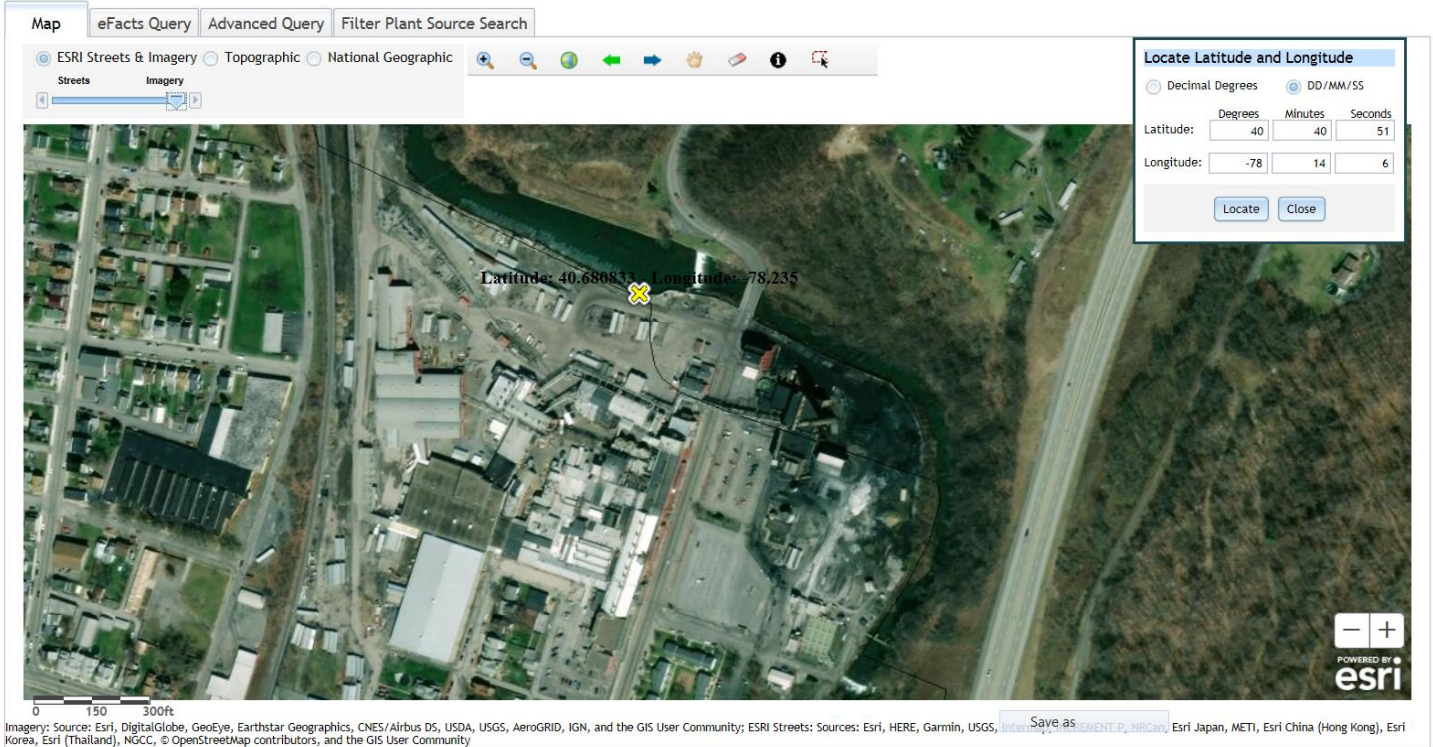 Map eFacts Query Advanced Query Filter Plant Source Search
ESRI Streets & Imagery Topographic National Geographic
Streets Imagery
Locate Latitude and Longitude
Decimal Degrees DD/MM/SS
Degrees Minutes Seconds
Latitude: 40 40 51
Longitude: -78 14 6
Locate Close
Latitude: 40.680833 - Longitude: -78.235
POWERED BY
esri
0 150 300ft
Imagery: Source: Esri, DigitalGlobe, GeoEye, Earthstar Geographics, CNES/Airbus DS, USDA, USGS, AeroGRID, IGN, and the GIS User Community; ESRI Streets: Sources: Esri, HERE, Garmin, USGS, Intermap, INCREMENT P, NRCan, Esri Japan, METI, Esri China (Hong Kong), Esri
Korea, Esri (Thailand), NGCC, © OpenStreetMap contributors, and the GIS User Community
Save as